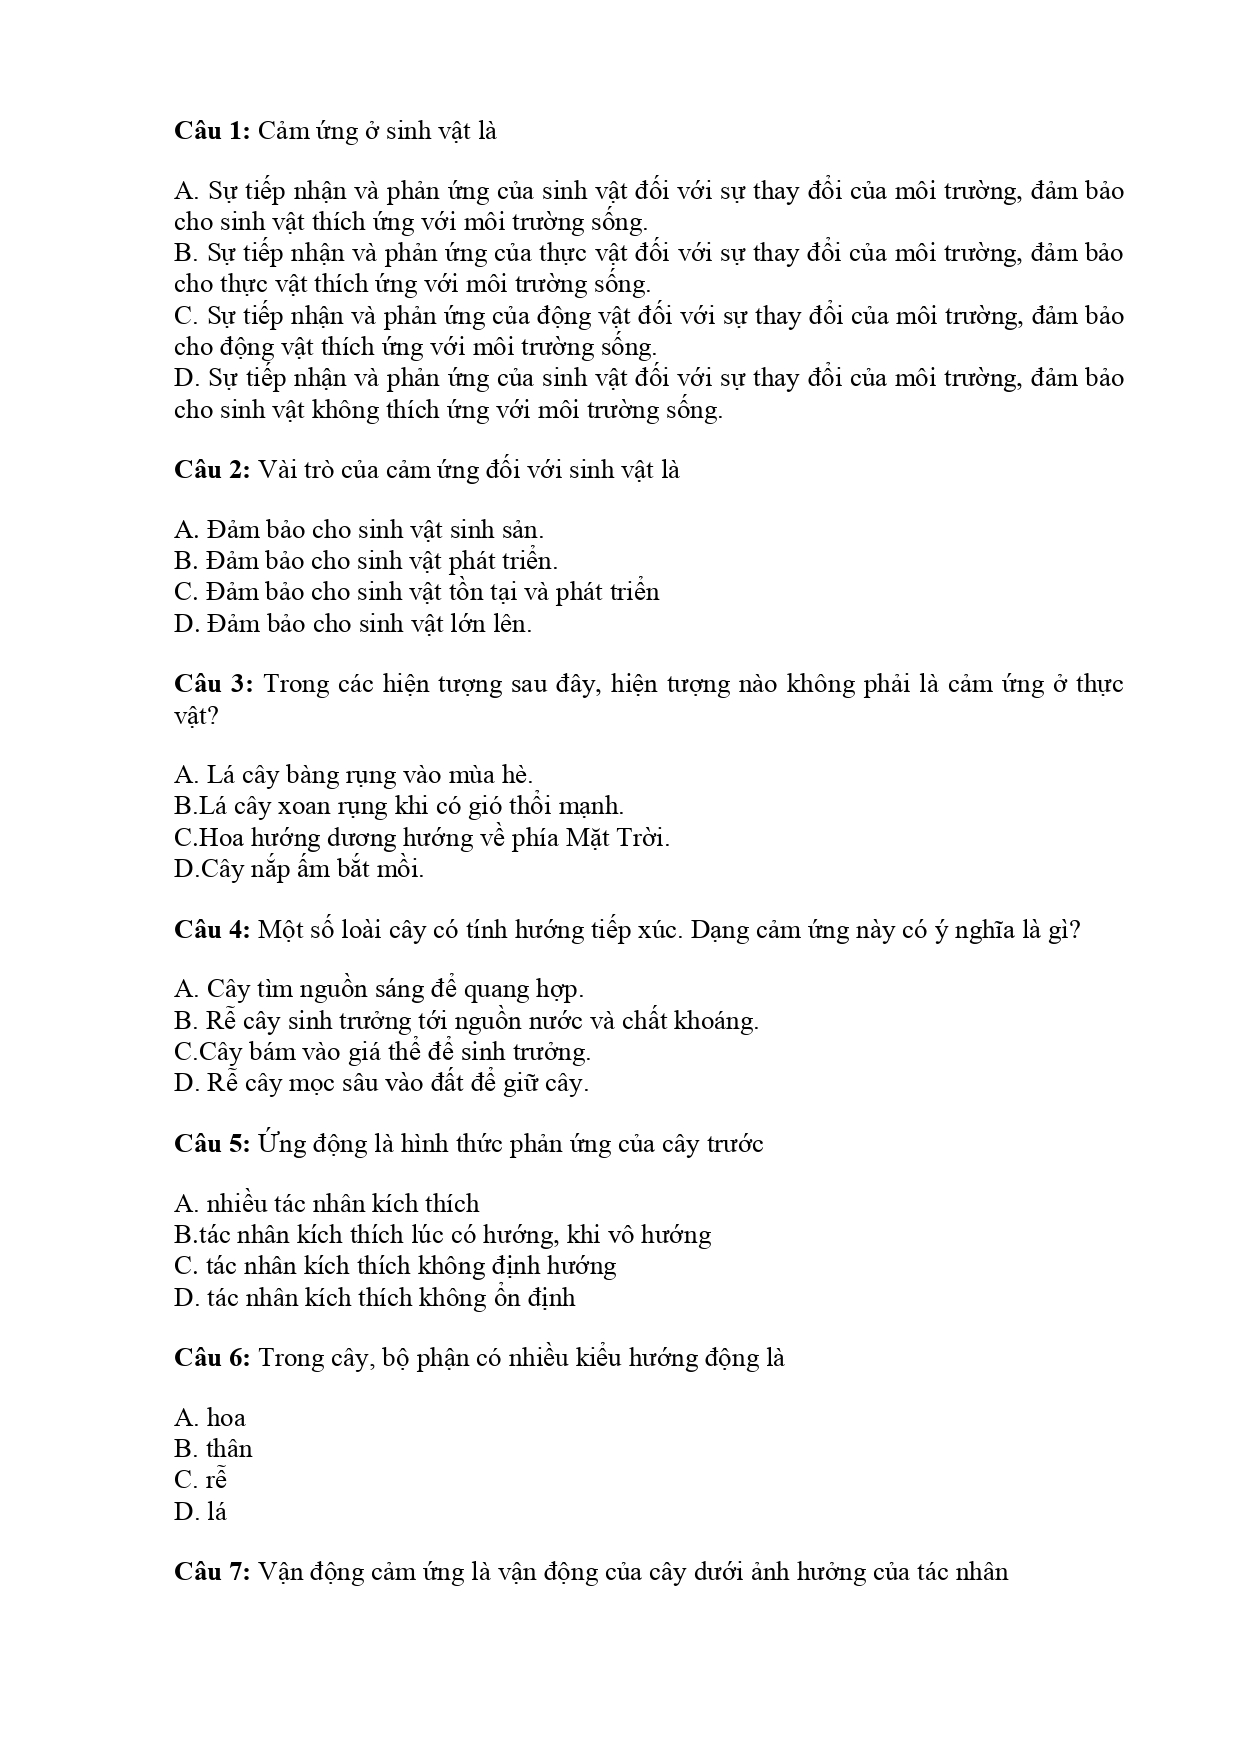 Câu 1: Cảm ứng ở sinh vật là
A. Sự tiếp nhận và phản ứng của sinh vật đối với sự thay đổi của môi trường, đảm bảo
cho sinh vật thích ứng với môi trường sống.
B. Sự tiếp nhận và phản ứng của thực vật đối với sự thay đổi của môi trường, đảm bảo
cho thực vật thích ứng với môi trường sống.
C. Sự tiếp nhận và phản ứng của động vật đối với sự thay đổi của môi trường, đảm bảo
cho động vật thích ứng với môi trường sống.
D. Sự tiếp nhận và phản ứng của sinh vật đối với sự thay đổi của môi trường, đảm bảo
cho sinh vật không thích ứng với môi trường sống.
Câu 2: Vài trò của cảm ứng đối với sinh vật là
A. Đảm bảo cho sinh vật sinh sản.
B. Đảm bảo cho sinh vật phát triển.
C. Đảm bảo cho sinh vật tồn tại và phát triển
D. Đảm bảo cho sinh vật lớn lên.
Câu 3: Trong các hiện tượng sau đây, hiện tượng nào không phải là cảm ứng ở thực
vật?
A. Lá cây bàng rụng vào mùa hè.
B.Lá cây xoan rụng khi có gió thổi mạnh.
C.Hoa hướng dương hướng về phía Mặt Trời.
D.Cây nắp ấm bắt mồi.
Câu 4: Một số loài cây có tính hướng tiếp xúc. Dạng cảm ứng này có ý nghĩa là gì?
A. Cây tìm nguồn sáng để quang hợp.
B. Rễ cây sinh trưởng tới nguồn nước và chất khoáng.
C.Cây bám vào giá thể để sinh trưởng.
D. Rễ cây mọc sâu vào đất để giữ cây.
Câu 5: Ứng động là hình thức phản ứng của cây trước
A. nhiều tác nhân kích thích
B.tác nhân kích thích lúc có hướng, khi vô hướng
C. tác nhân kích thích không định hướng
D. tác nhân kích thích không ổn định
Câu 6: Trong cây, bộ phận có nhiều kiểu hướng động là
A. hoa
B. thân
C. rễ
D. lá
Câu 7: Vận động cảm ứng là vận động của cây dưới ảnh hưởng của tác nhân